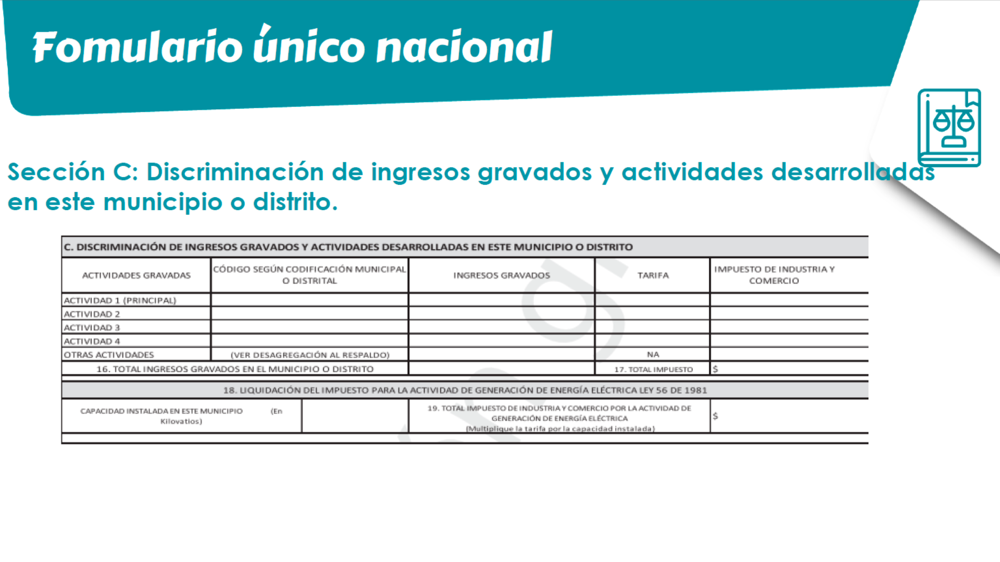 Fomulario único nacional
Sección C: Discriminación de ingresos gravados y actividades desarrolladas
en este municipio o distrito.
C. DISCRIMINACIÓN DE INGRESOS GRAVADOS Y ACTIVIDADES DESARROLLADAS EN ESTE MUNICIPIO O DISTRITO
ACTIVIDADES GRAVADAS
CÓDIGO SEGÚN CODIFICACIÓN MUNICIPAL
O DISTRITAL
INGRESOS GRAVADOS
TARIFA
IMPUESTO DE INDUSTRIA Y
COMERCIO
ACTIVIDAD 1 (PRINCIPAL)
ACTIVIDAD 2
ACTIVIDAD 3
ACTIVIDAD 4
OTRAS ACTIVIDADES (VER DESAGREGACIÓN AL RESPALDO) NA
16. TOTAL INGRESOS GRAVADOS EN EL MUNICIPIO O DISTRITO 17. TOTAL IMPUESTO $
18. LIQUIDACIÓN DEL IMPUESTO PARA LA ACTIVIDAD DE GENERACIÓN DE ENERGÍA ELÉCTRICA LEY 56 DE 1981
CAPACIDAD INSTALADA EN ESTE MUNICIPIO (En
Kilovatios)
19. TOTAL IMPUESTO DE INDUSTRIA Y COMERCIO POR LA ACTIVIDAD DE
GENERACIÓN DE ENERGÍA ELÉCTRICA
(Multiplique la tarifa por la capacidad instalada)
$